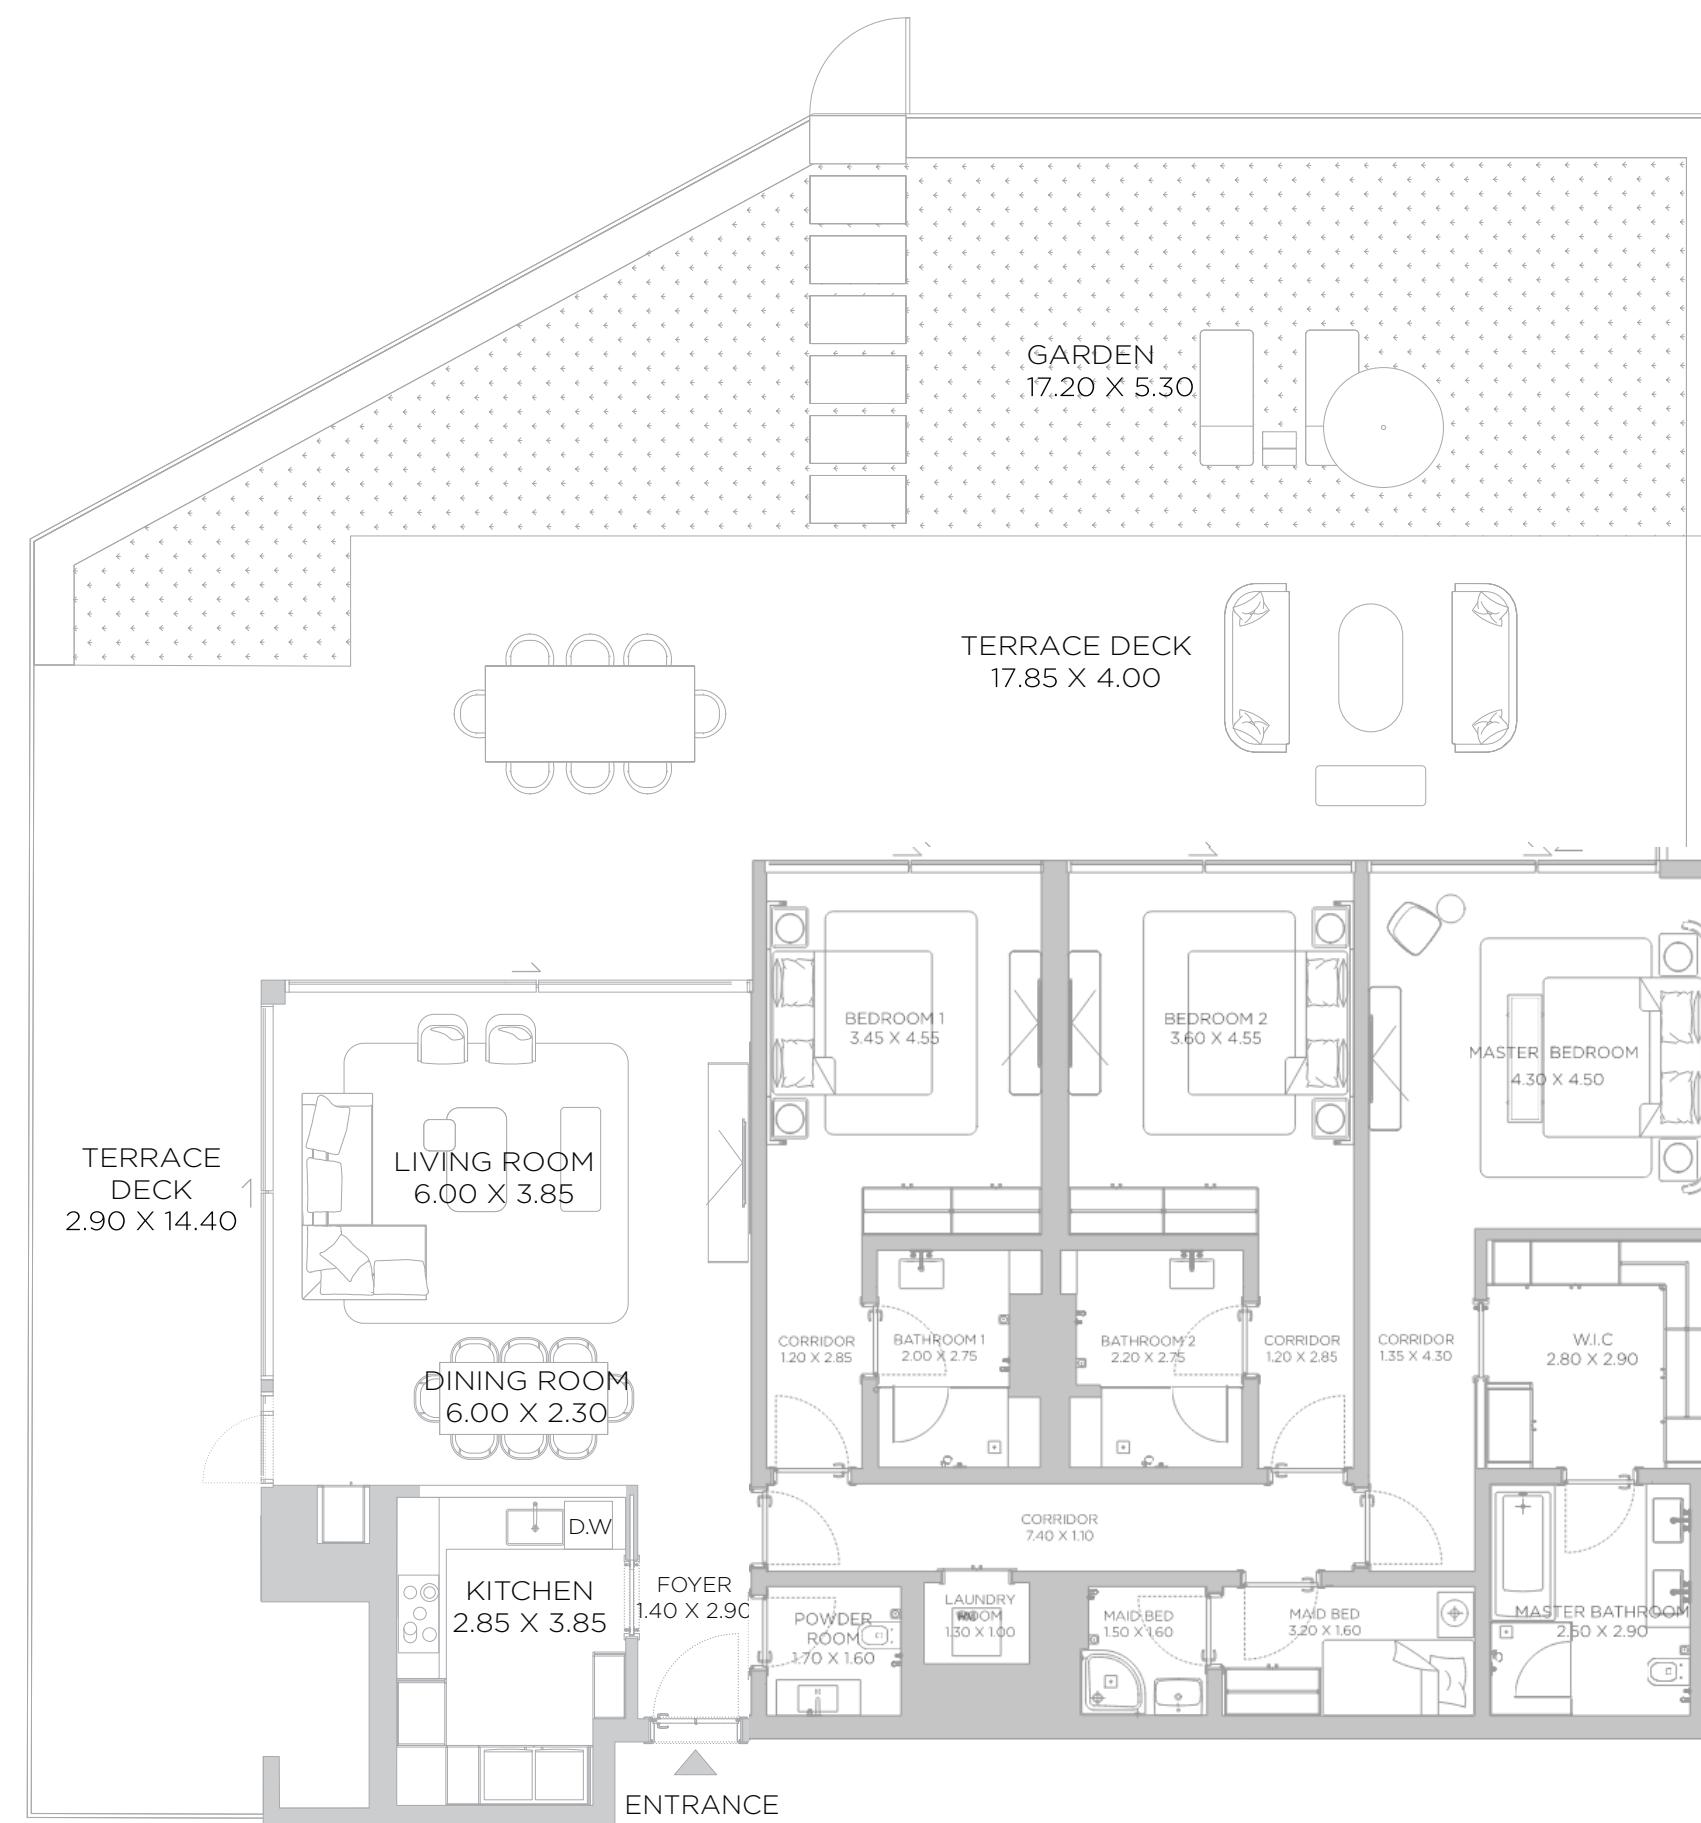 GARDEN
17.20 X 5.30
TERRACE DECK
17.85 X 4.00
BEDROOM 1
3.45 X 4.55
BEDROOM 2
3.60 X 4.55
MASTER BEDROOM
4.30 X 4.50
TERRACE
DECK
2.90 X 14.40
LIVING ROOM
6.00 X 3.85
CORRIDOR
1.20 X 2.85
BATHROOM 1
2.00 X 2.75
BATHROOM 2
2.20 X 2.75
CORRIDOR
1.20 X 2.85
CORRIDOR
1.35 X 4.30
W.I.C
2.80 X 2.90
DINING ROOM
6.00 X 2.30
D.W
CORRIDOR
7.40 X 1.10
KITCHEN
2.85 X 3.85
FOYER
1.40 X 2.90
POWDER
ROOM
1.70 X 1.60
LAUNDRY
ROOM
1.30 X 1.00
MAID BED
1.50 X 1.60
MAID BED
3.20 X 1.60
MASTER BATHROOM
2.60 X 2.90
ENTRANCE